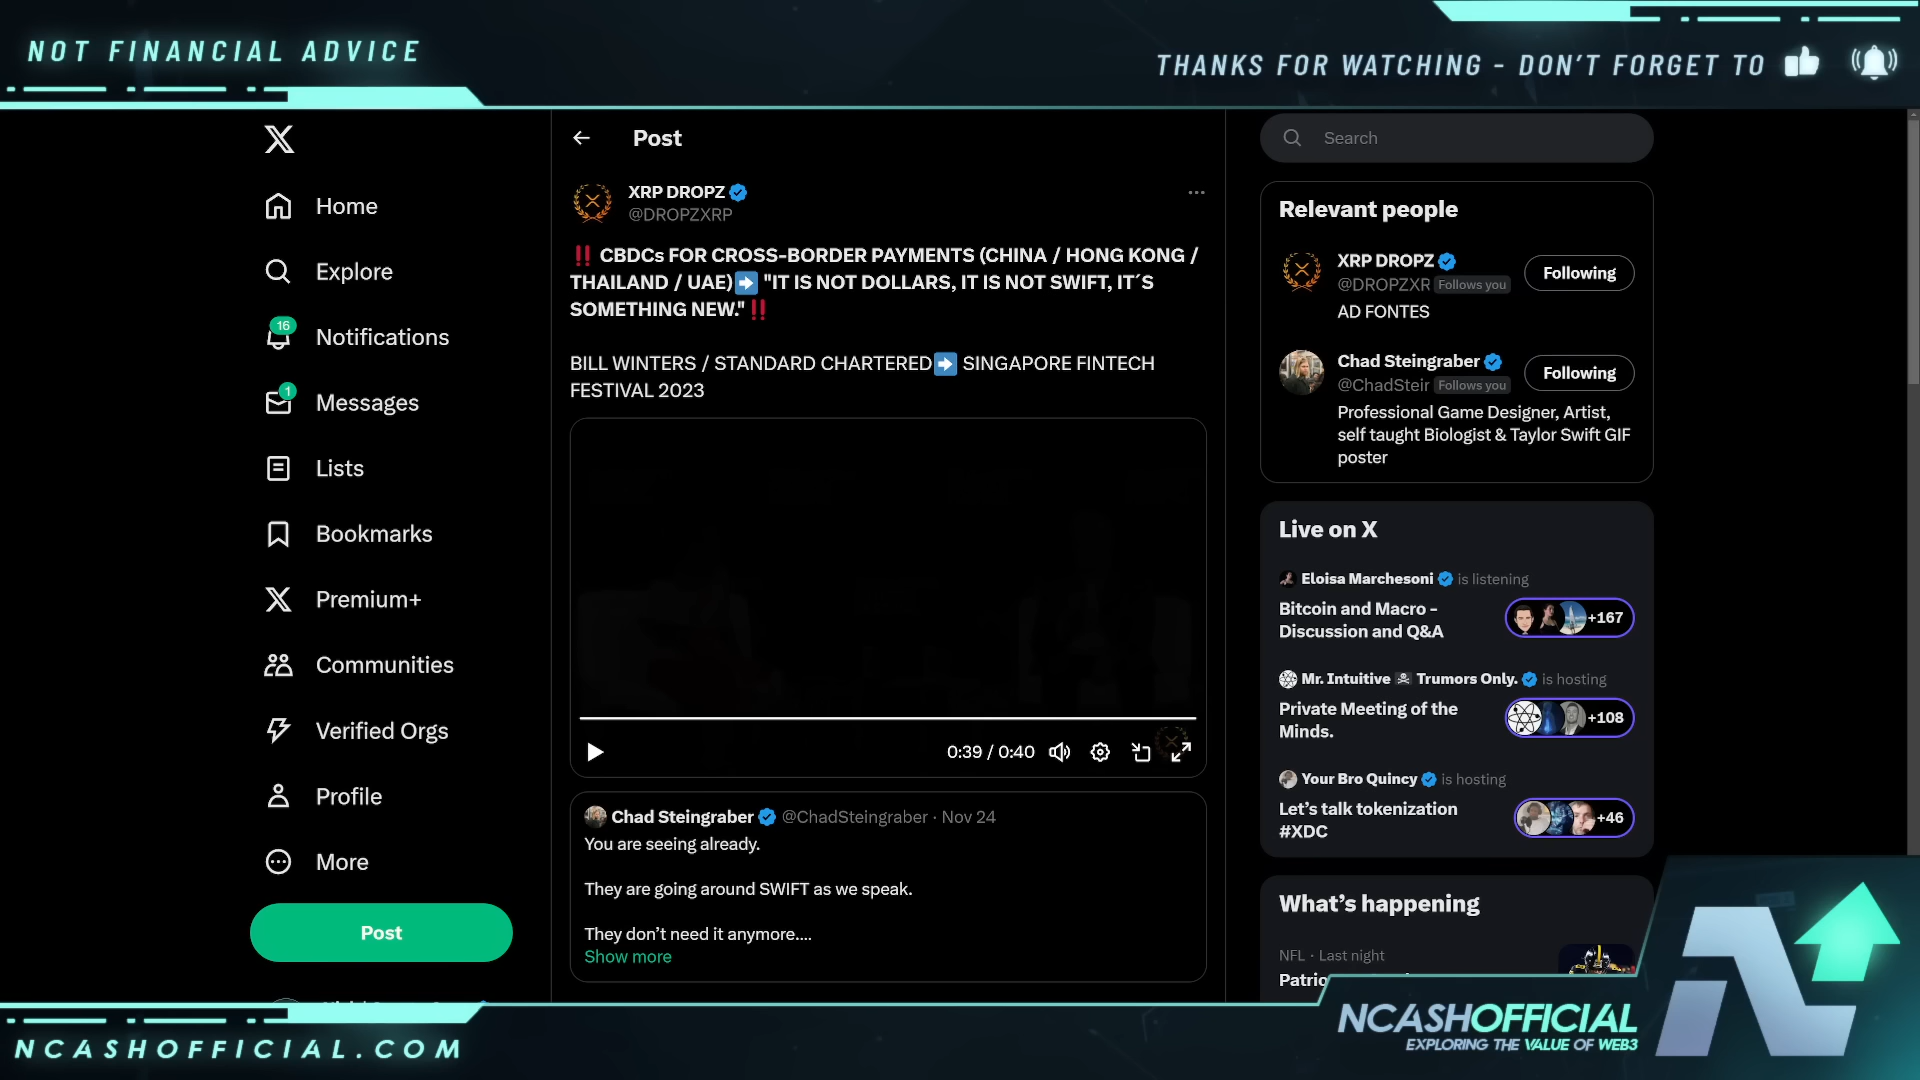 NOT FINANCIAL ADVICE
THANKS FOR WATCHING - DON'T FORGET TO
Home
Explore
16
Notifications
1
Messages
Lists
Bookmarks
Premium+
Communities
Verified Orgs
Profile
More
Post
Post
XRP DROPZ
@DROPZXRP
‼️ CBDCs FOR CROSS-BORDER PAYMENTS (CHINA / HONG KONG /
THAILAND / UAE)➡️ "IT IS NOT DOLLARS, IT IS NOT SWIFT, IT´S
SOMETHING NEW."‼️
BILL WINTERS / STANDARD CHARTERED➡️ SINGAPORE FINTECH
FESTIVAL 2023
0:39 / 0:40
Chad Steingraber @ChadSteingraber · Nov 24
You are seeing already.
They are going around SWIFT as we speak.
They don’t need it anymore....
Show more
Search
Relevant people
XRP DROPZ
Following
@DROPZXR Follows you
AD FONTES
Chad Steingraber
Following
@ChadSteir Follows you
Professional Game Designer, Artist,
self taught Biologist & Taylor Swift GIF
poster
Live on X
Eloisa Marchesoni is listening
Bitcoin and Macro -
Discussion and Q&A
+167
Mr. Intuitive ☠️ Trumors Only. is hosting
Private Meeting of the
Minds.
+108
Your Bro Quincy is hosting
Let’s talk tokenization
#XDC
+46
What’s happening
NFL · Last night
NCASHOFFICIAL
EXPLORING THE VALUE OF WEB3
NCASHOFFICIAL.COM